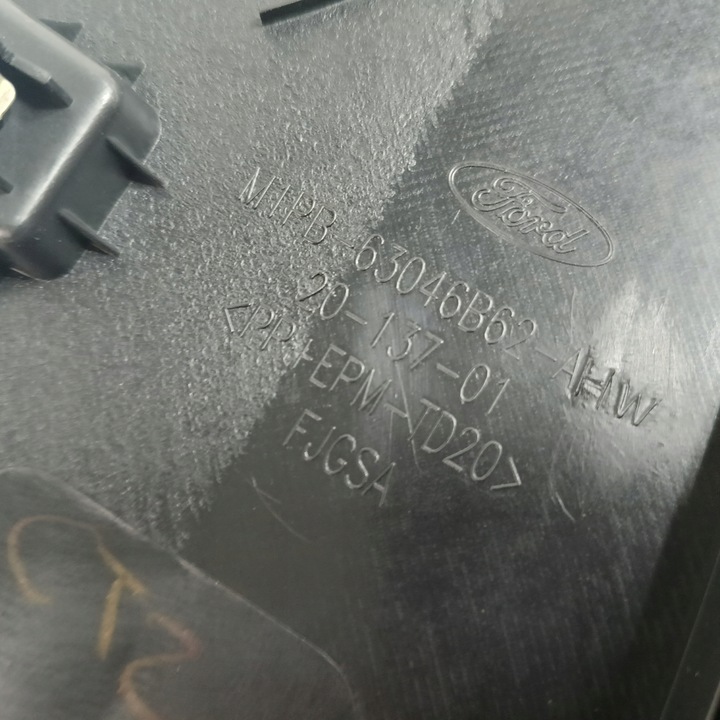 Ford
M1PB-63046B62-AHW
20-137-01
<PP+EPM-TD20>
FJGSA